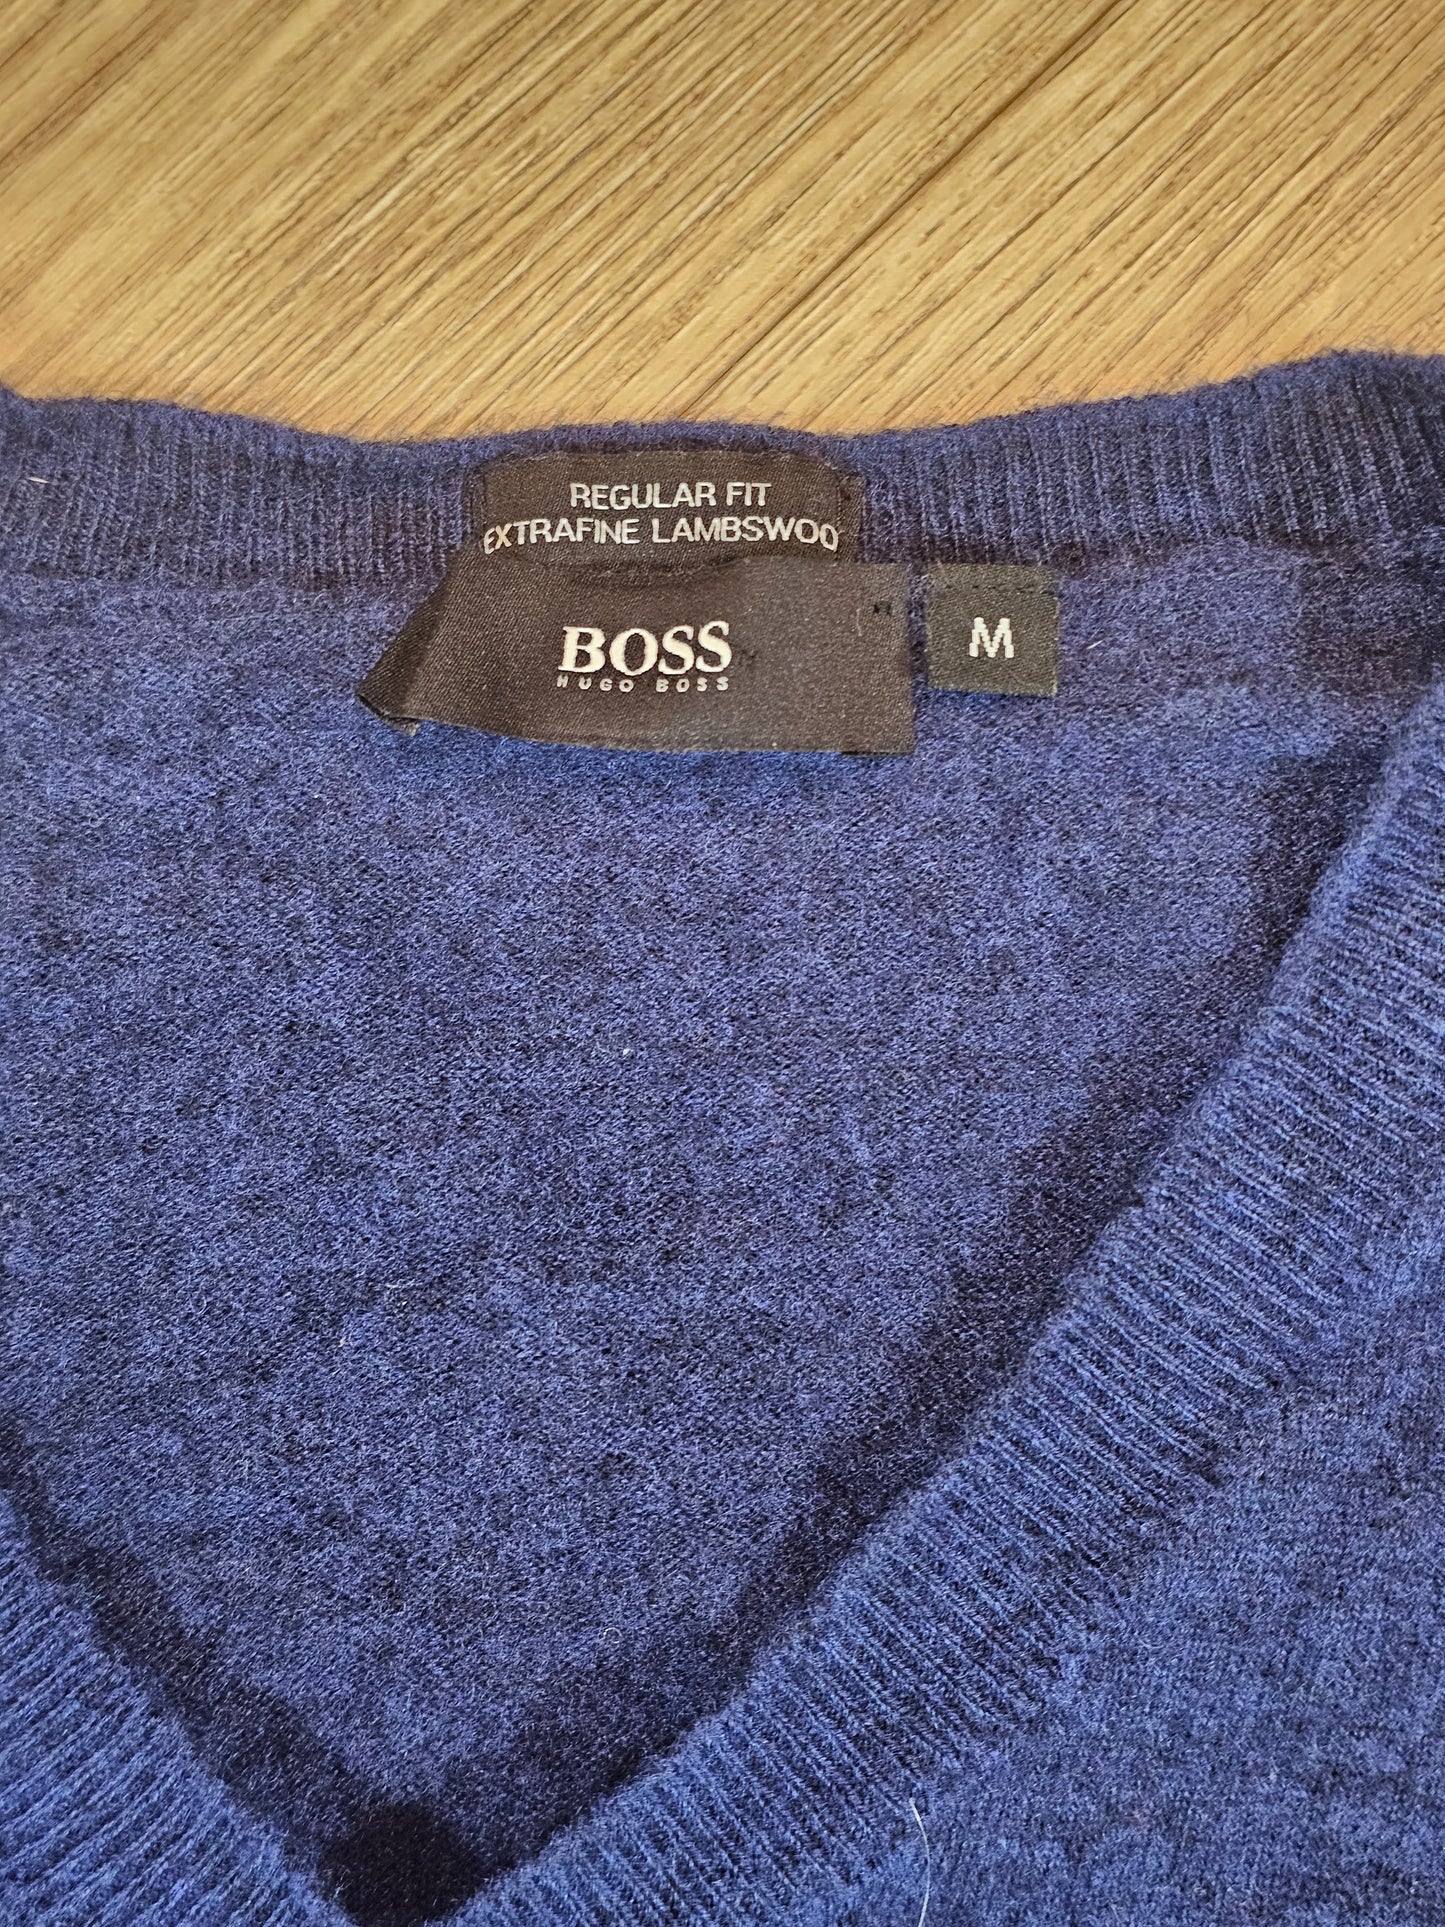 REGULAR FIT
EXTRAFINE LAMBSWOO
BOSS
HUGO BOSS
M